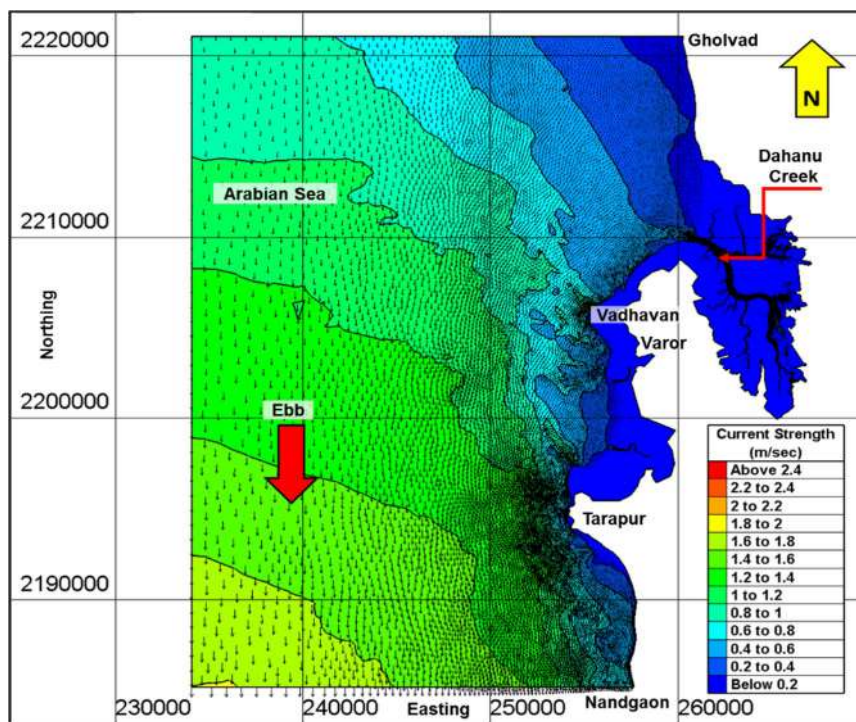 2220000
Gholvad
N
Dahanu
Creek
Arabian Sea
2210000
Northing
Vadhavan
Varor
Ebb
2200000
Current Strength
(m/sec)
Above 2.4
2.2 to 2.4
2 to 2.2
1.8 to 2
1.6 to 1.8
1.4 to 1.6
1.2 to 1.4
1 to 1.2
0.8 to 1
0.6 to 0.8
0.4 to 0.6
0.2 to 0.4
Below 0.2
Tarapur
2190000
Nandgaon
230000
240000
Easting
250000
260000